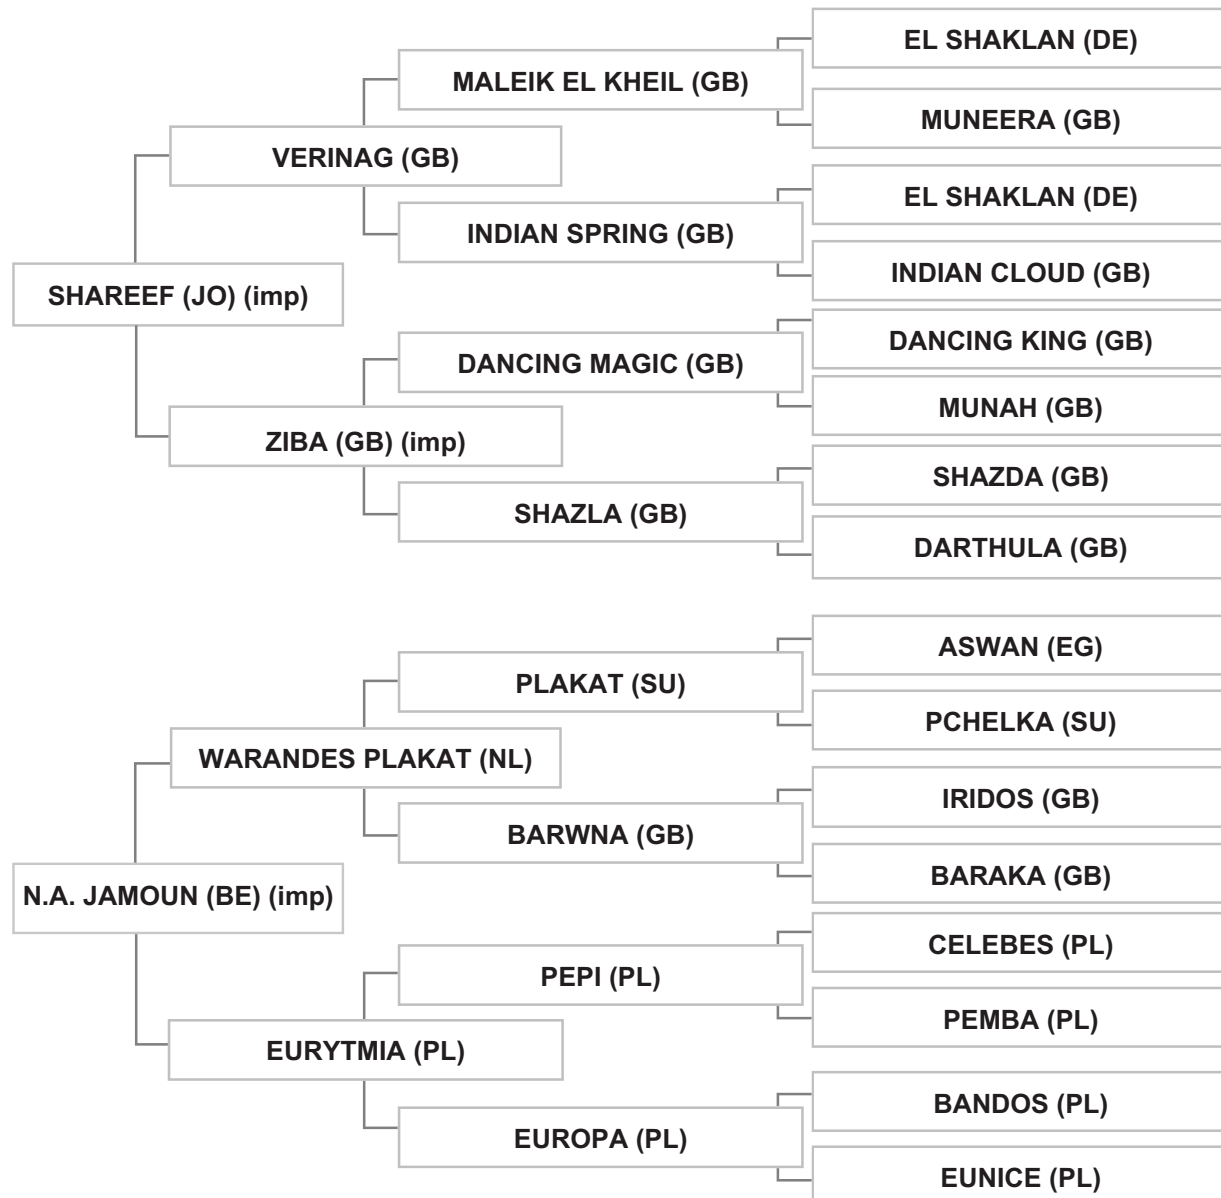 EL SHAKLAN (DE)
MALEIK EL KHEIL (GB)
MUNEERA (GB)
VERINAG (GB)
EL SHAKLAN (DE)
INDIAN SPRING (GB)
INDIAN CLOUD (GB)
SHAREEF (JO) (imp)
DANCING KING (GB)
DANCING MAGIC (GB)
MUNAH (GB)
ZIBA (GB) (imp)
SHAZDA (GB)
SHAZLA (GB)
DARTHULA (GB)
ASWAN (EG)
PLAKAT (SU)
PCHELKA (SU)
WARANDES PLAKAT (NL)
IRIDOS (GB)
BARWNA (GB)
BARAKA (GB)
N.A. JAMOUN (BE) (imp)
CELEBES (PL)
PEPI (PL)
PEMBA (PL)
EURYTMIA (PL)
BANDOS (PL)
EUROPA (PL)
EUNICE (PL)